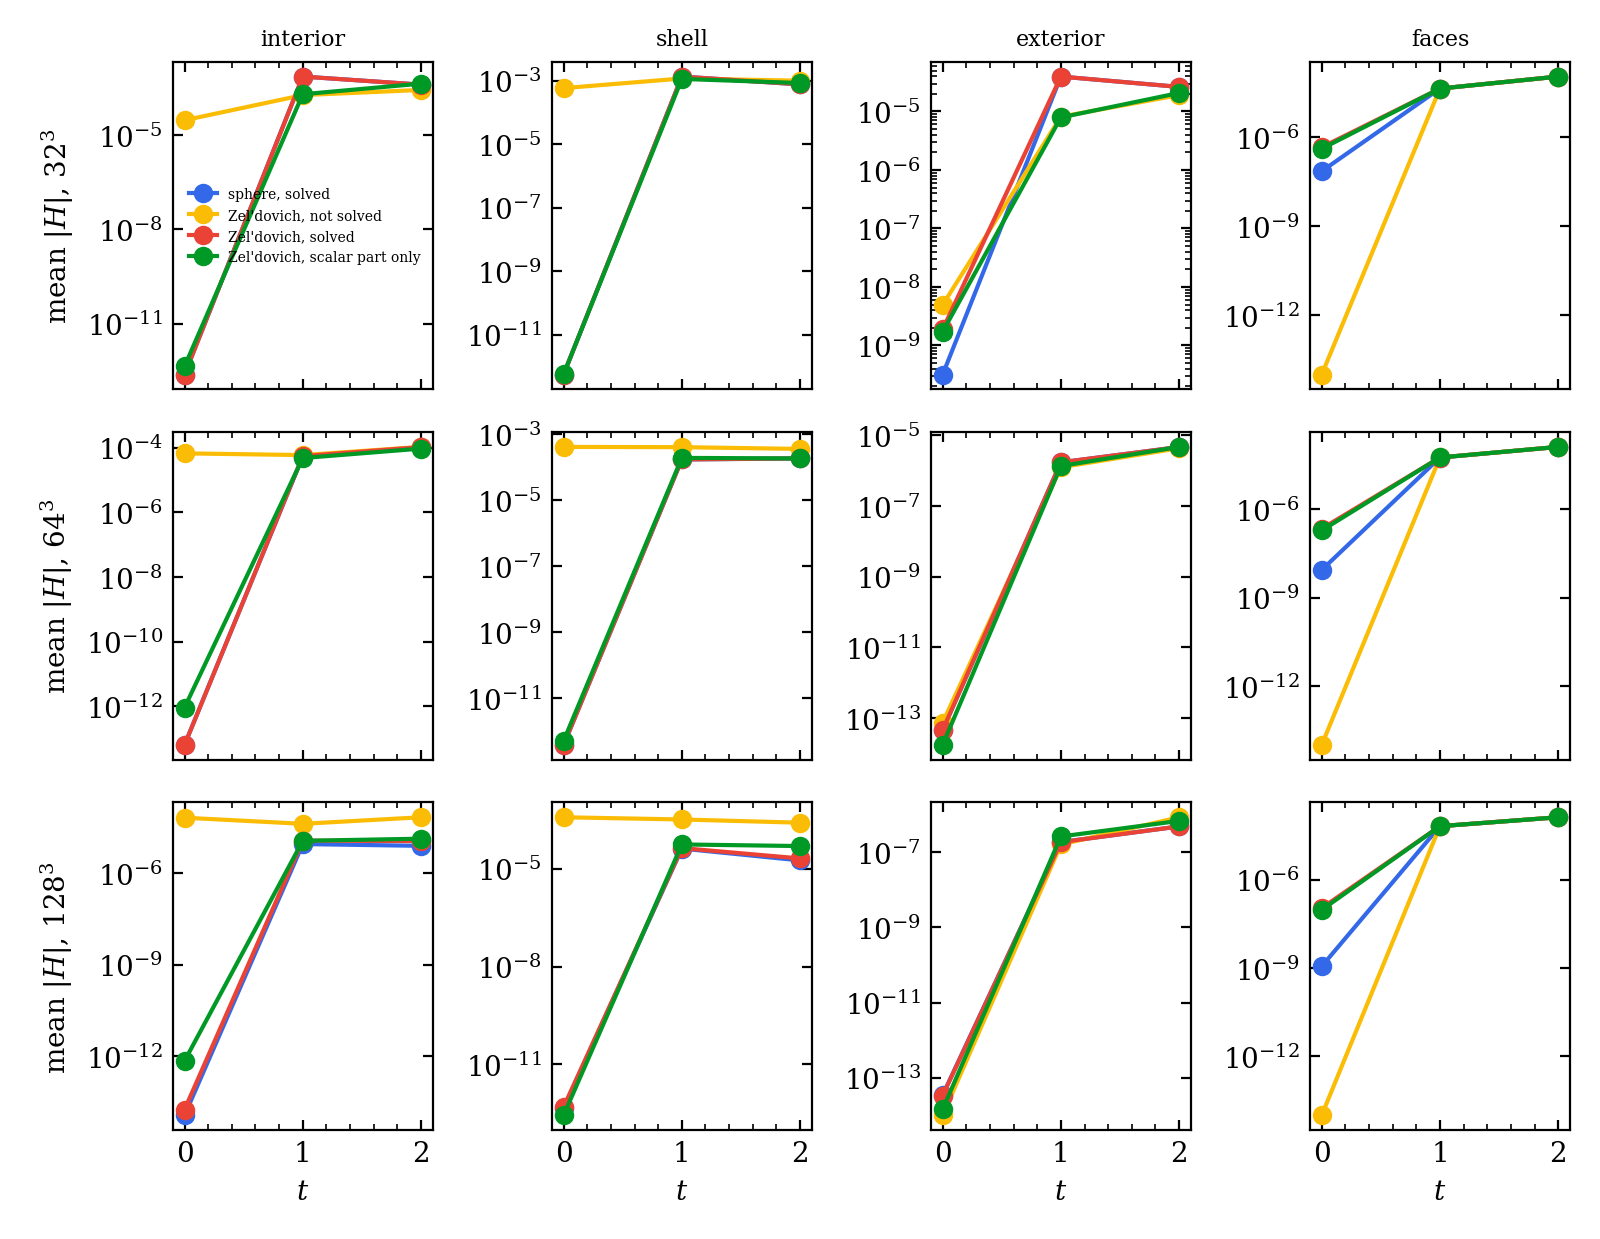 interior
shell
exterior
faces
mean |H|, 32³
10⁻⁵
10⁻⁸
10⁻¹¹
sphere, solved
Zel'dovich, not solved
Zel'dovich, solved
Zel'dovich, scalar part only
10⁻³
10⁻⁵
10⁻⁷
10⁻⁹
10⁻¹¹
10⁻⁵
10⁻⁶
10⁻⁷
10⁻⁸
10⁻⁹
10⁻⁶
10⁻⁹
10⁻¹²
mean |H|, 64³
10⁻⁴
10⁻⁶
10⁻⁸
10⁻¹⁰
10⁻¹²
10⁻³
10⁻⁵
10⁻⁷
10⁻⁹
10⁻¹¹
10⁻⁵
10⁻⁷
10⁻⁹
10⁻¹¹
10⁻¹³
10⁻⁶
10⁻⁹
10⁻¹²
mean |H|, 128³
10⁻⁶
10⁻⁹
10⁻¹²
10⁻⁵
10⁻⁸
10⁻¹¹
10⁻⁷
10⁻⁹
10⁻¹¹
10⁻¹³
10⁻⁶
10⁻⁹
10⁻¹²
0 1 2
0 1 2
0 1 2
0 1 2
t
t
t
t